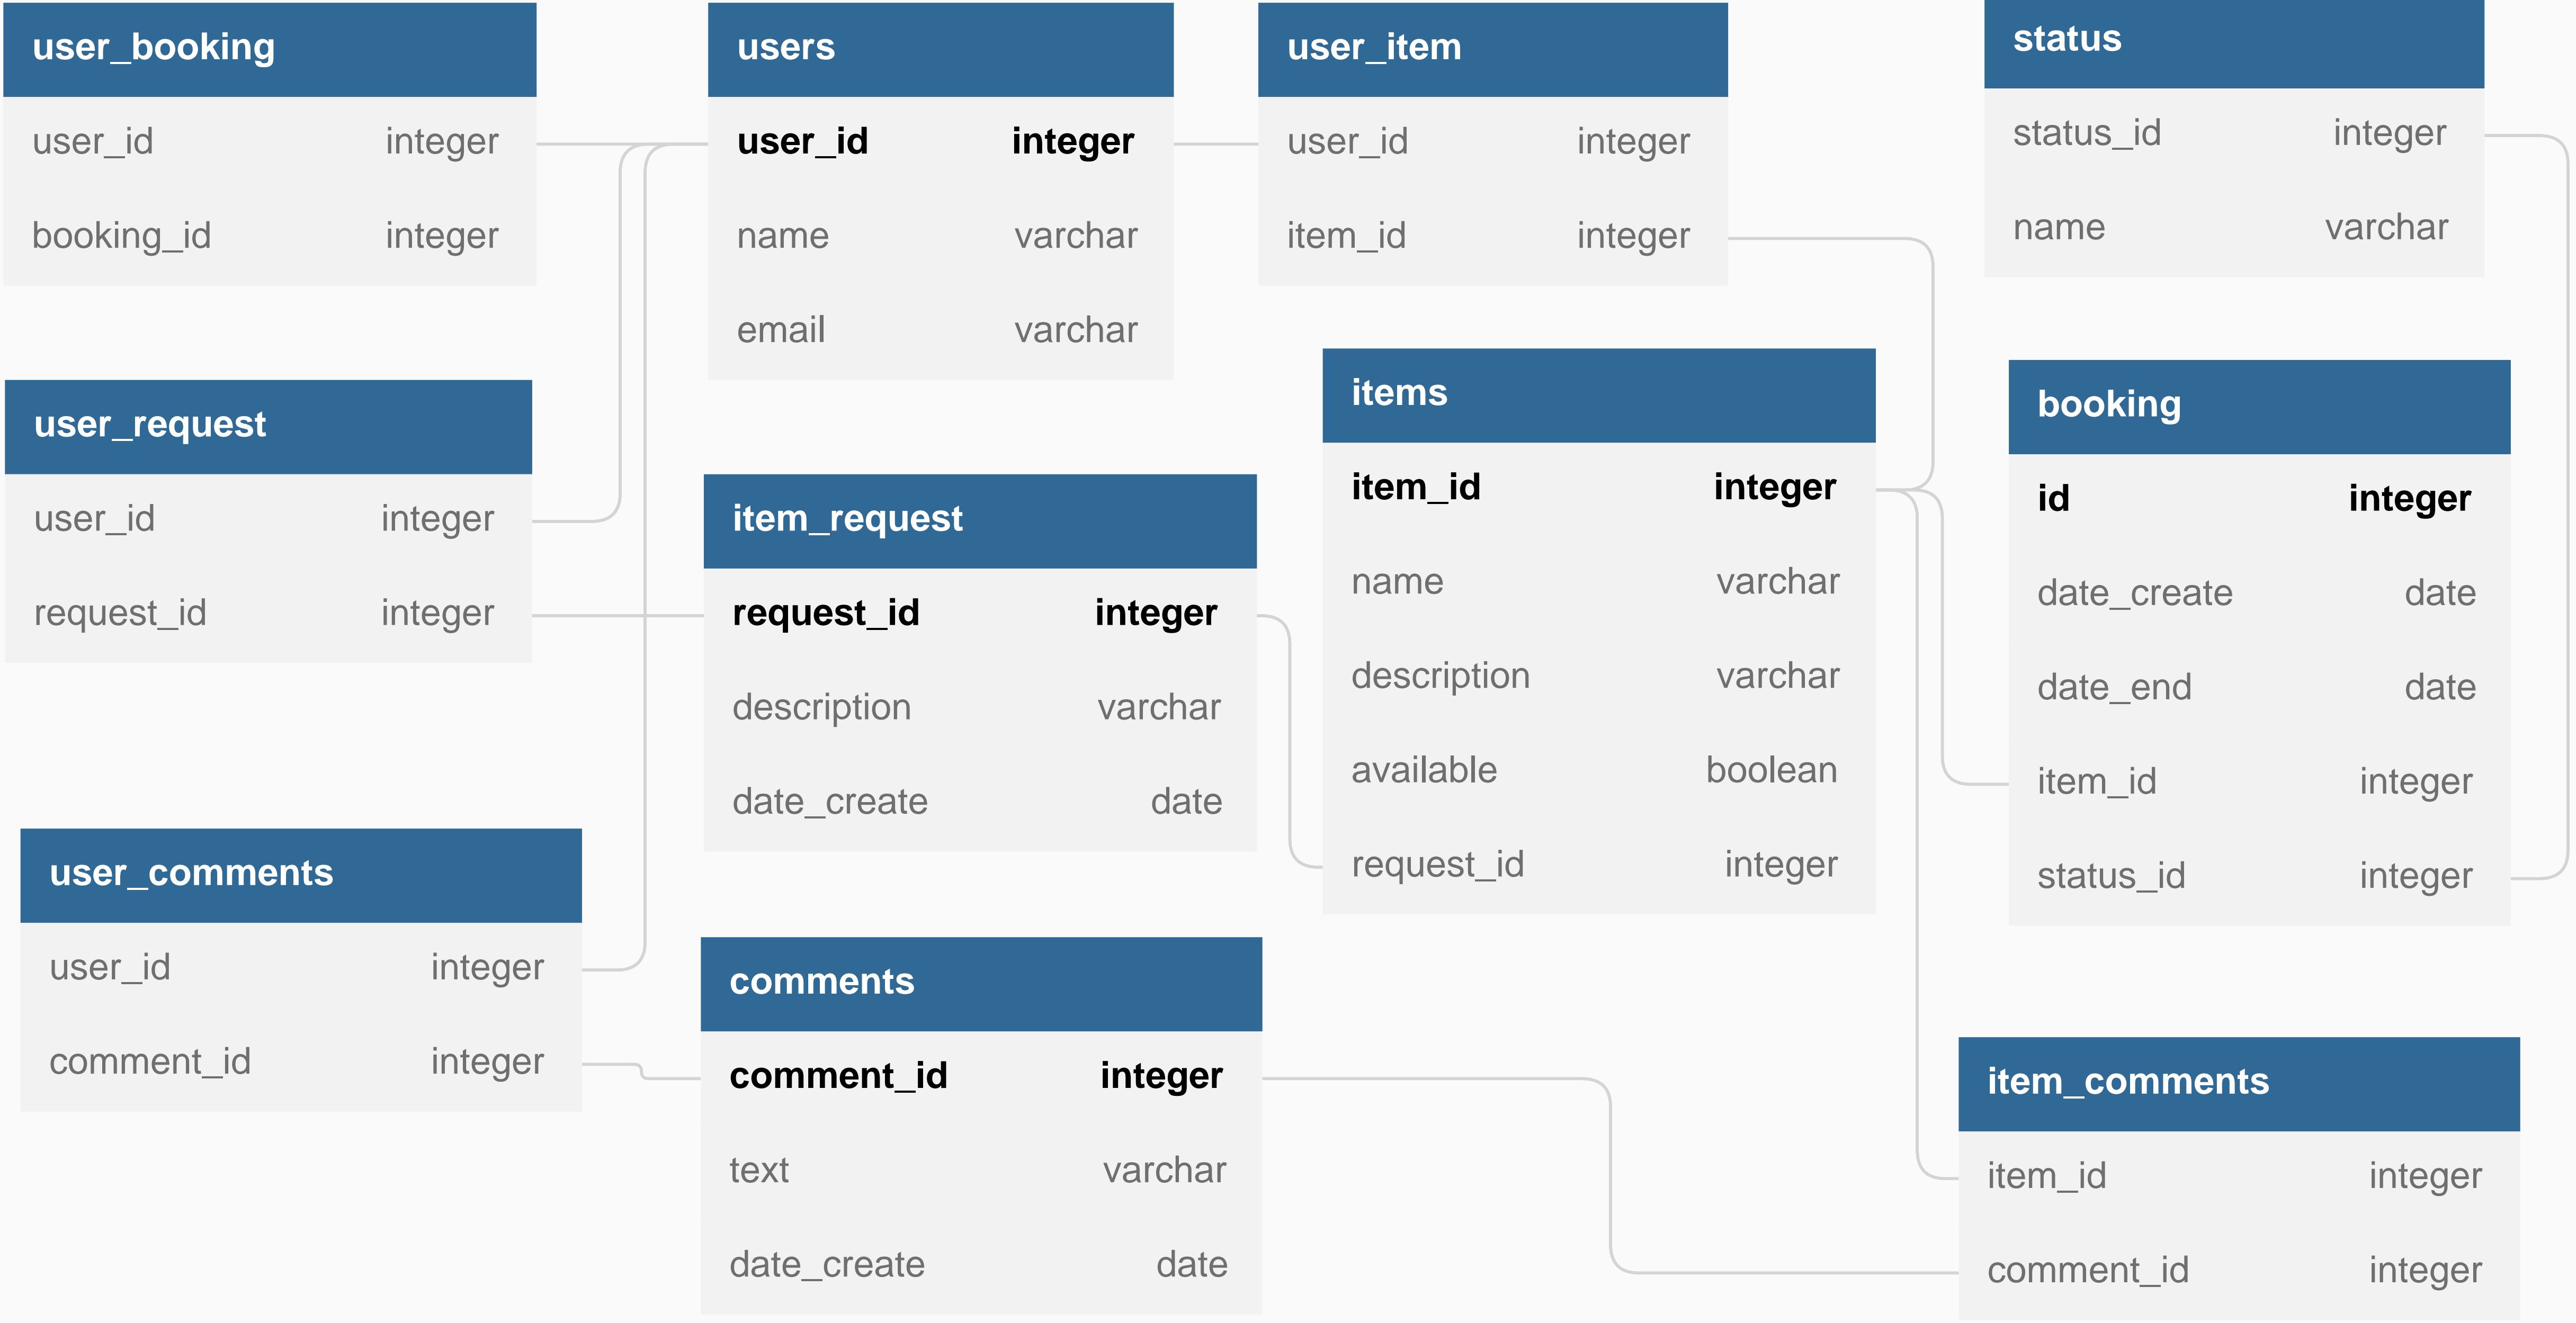 user_booking
user_id integer
booking_id integer
users
user_id integer
name varchar
email varchar
user_item
user_id integer
item_id integer
status
status_id integer
name varchar
user_request
user_id integer
request_id integer
item_request
request_id integer
description varchar
date_create date
items
item_id integer
name varchar
description varchar
available boolean
request_id integer
booking
id integer
date_create date
date_end date
item_id integer
status_id integer
user_comments
user_id integer
comment_id integer
comments
comment_id integer
text varchar
date_create date
item_comments
item_id integer
comment_id integer